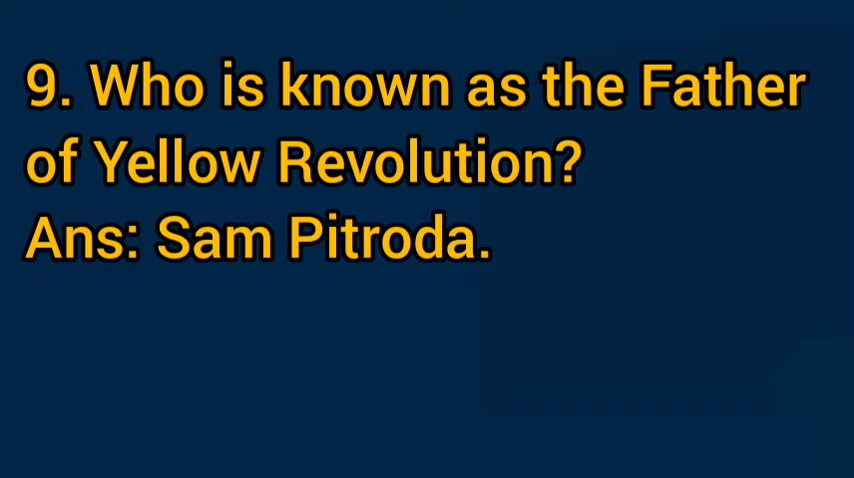 9. Who is known as the Father
of Yellow Revolution?
Ans: Sam Pitroda.